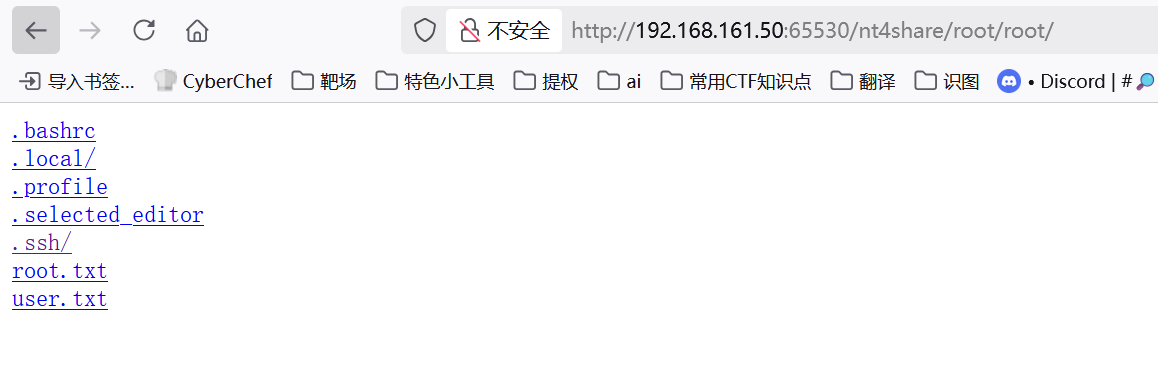 不安全 http://192.168.161.50:65530/nt4share/root/root/
导入书签... CyberChef 靶场 特色小工具 提权 ai 常用CTF知识点 翻译 识图 • Discord | #
.bashrc
.local/
.profile
.selected_editor
.ssh/
root.txt
user.txt